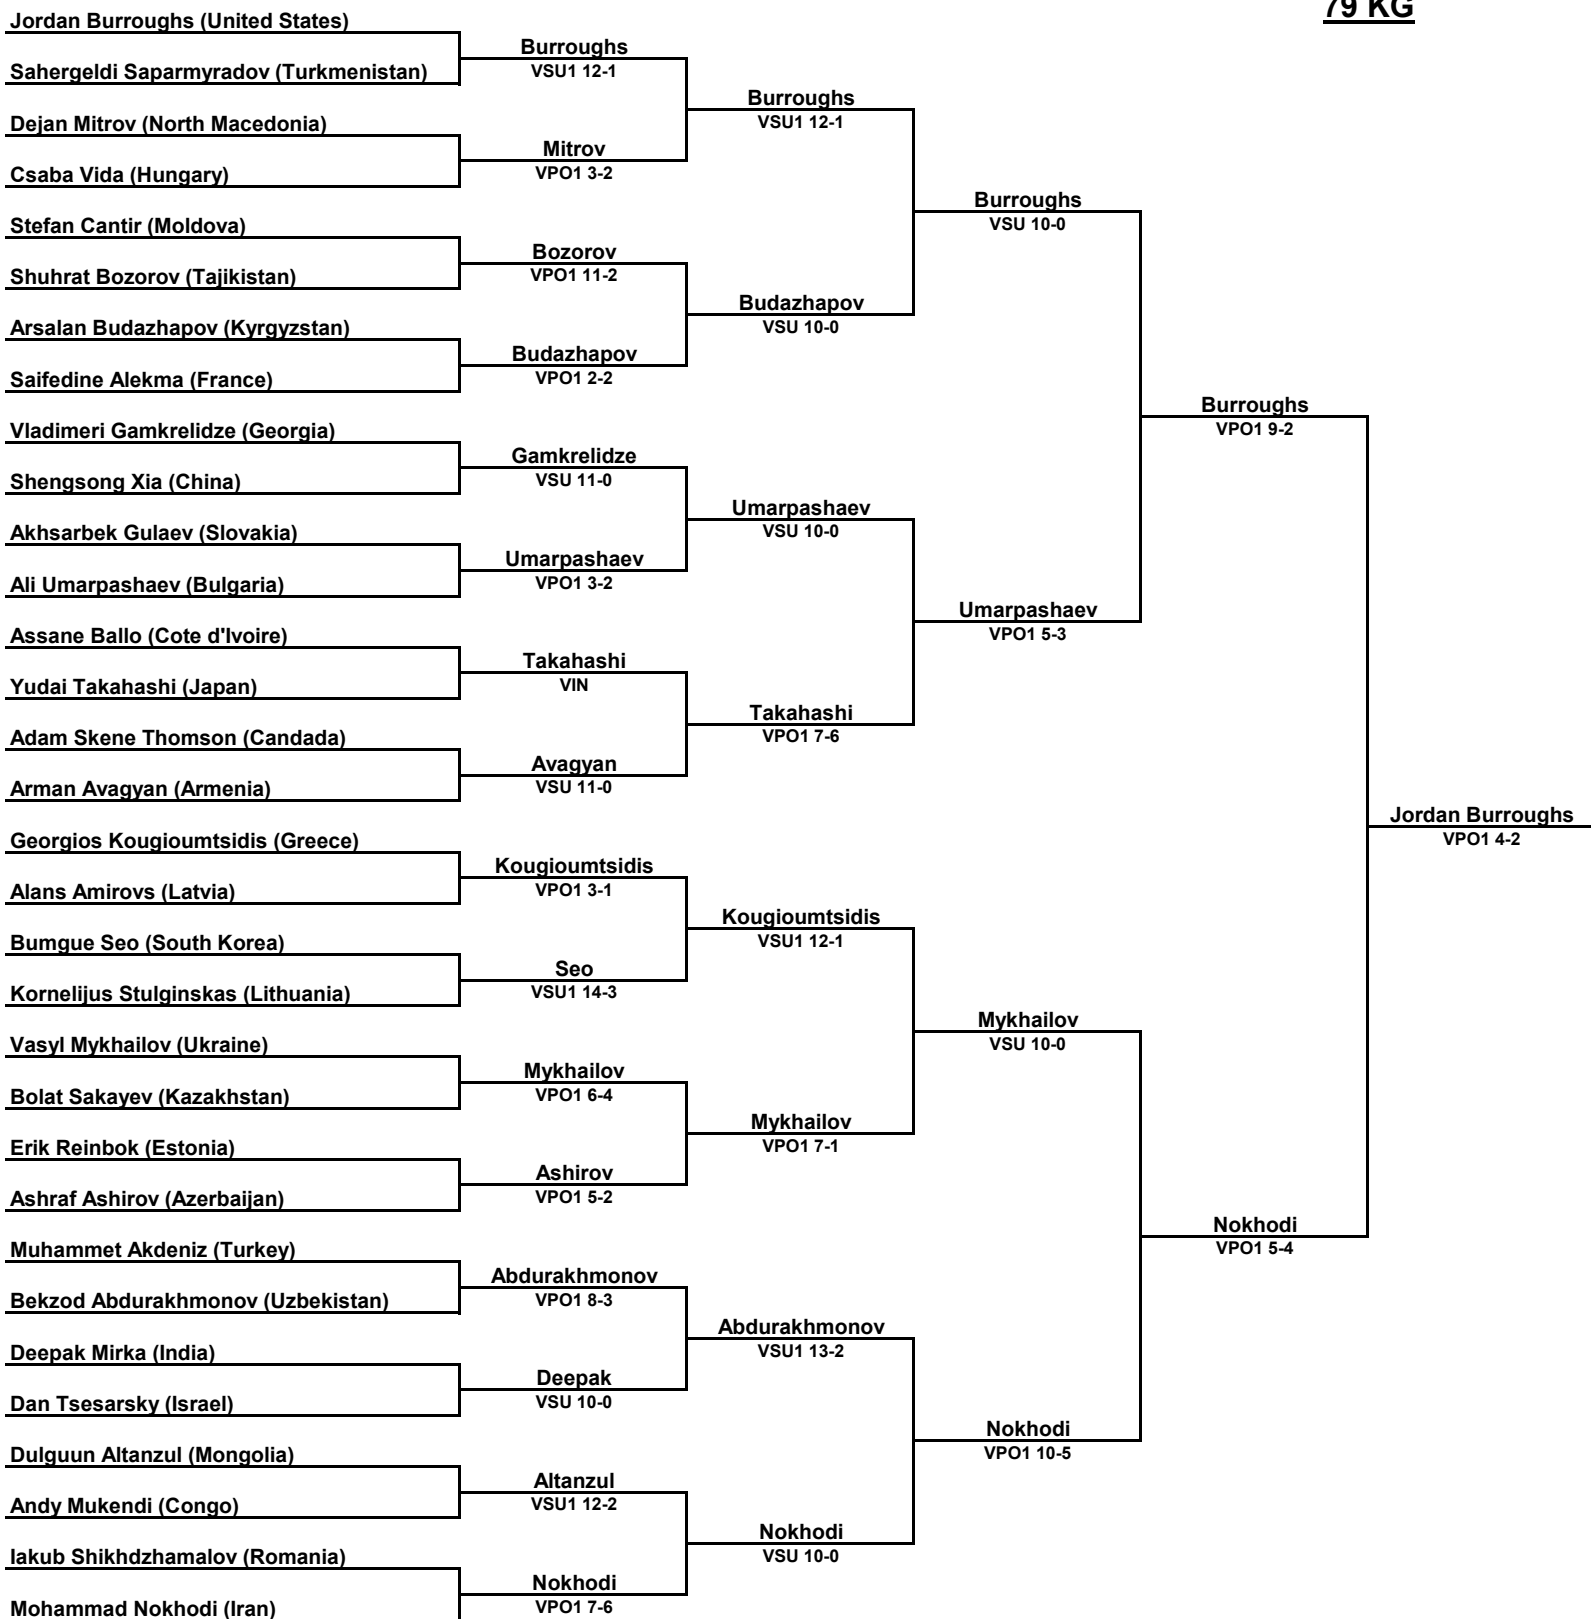 79 KG
Jordan Burroughs (United States)
Burroughs
VSU1 12-1
Sahergeldi Saparmyradov (Turkmenistan)
Burroughs
VSU1 12-1
Dejan Mitrov (North Macedonia)
Mitrov
VPO1 3-2
Csaba Vida (Hungary)
Burroughs
VSU 10-0
Stefan Cantir (Moldova)
Bozorov
VPO1 11-2
Shuhrat Bozorov (Tajikistan)
Budazhapov
VSU 10-0
Arsalan Budazhapov (Kyrgyzstan)
Budazhapov
VPO1 2-2
Saifedine Alekma (France)
Burroughs
VPO1 9-2
Vladimeri Gamkrelidze (Georgia)
Gamkrelidze
VSU 11-0
Shengsong Xia (China)
Umarpashaev
VSU 10-0
Akhsarbek Gulaev (Slovakia)
Umarpashaev
VPO1 3-2
Ali Umarpashaev (Bulgaria)
Umarpashaev
VPO1 5-3
Assane Ballo (Cote d'Ivoire)
Takahashi
VIN
Yudai Takahashi (Japan)
Takahashi
VPO1 7-6
Adam Skene Thomson (Candada)
Avagyan
VSU 11-0
Arman Avagyan (Armenia)
Jordan Burroughs
VPO1 4-2
Georgios Kougioumtsidis (Greece)
Kougioumtsidis
VPO1 3-1
Alans Amirovs (Latvia)
Kougioumtsidis
VSU1 12-1
Bumgue Seo (South Korea)
Seo
VSU1 14-3
Kornelijus Stulginskas (Lithuania)
Mykhailov
VSU 10-0
Vasyl Mykhailov (Ukraine)
Mykhailov
VPO1 6-4
Bolat Sakayev (Kazakhstan)
Mykhailov
VPO1 7-1
Erik Reinbok (Estonia)
Ashirov
VPO1 5-2
Ashraf Ashirov (Azerbaijan)
Nokhodi
VPO1 5-4
Muhammet Akdeniz (Turkey)
Abdurakhmonov
VPO1 8-3
Bekzod Abdurakhmonov (Uzbekistan)
Abdurakhmonov
VSU1 13-2
Deepak Mirka (India)
Deepak
VSU 10-0
Dan Tsesarsky (Israel)
Nokhodi
VPO1 10-5
Dulguun Altanzul (Mongolia)
Altanzul
VSU1 12-2
Andy Mukendi (Congo)
Nokhodi
VSU 10-0
Iakub Shikhdzhamalov (Romania)
Nokhodi
VPO1 7-6
Mohammad Nokhodi (Iran)